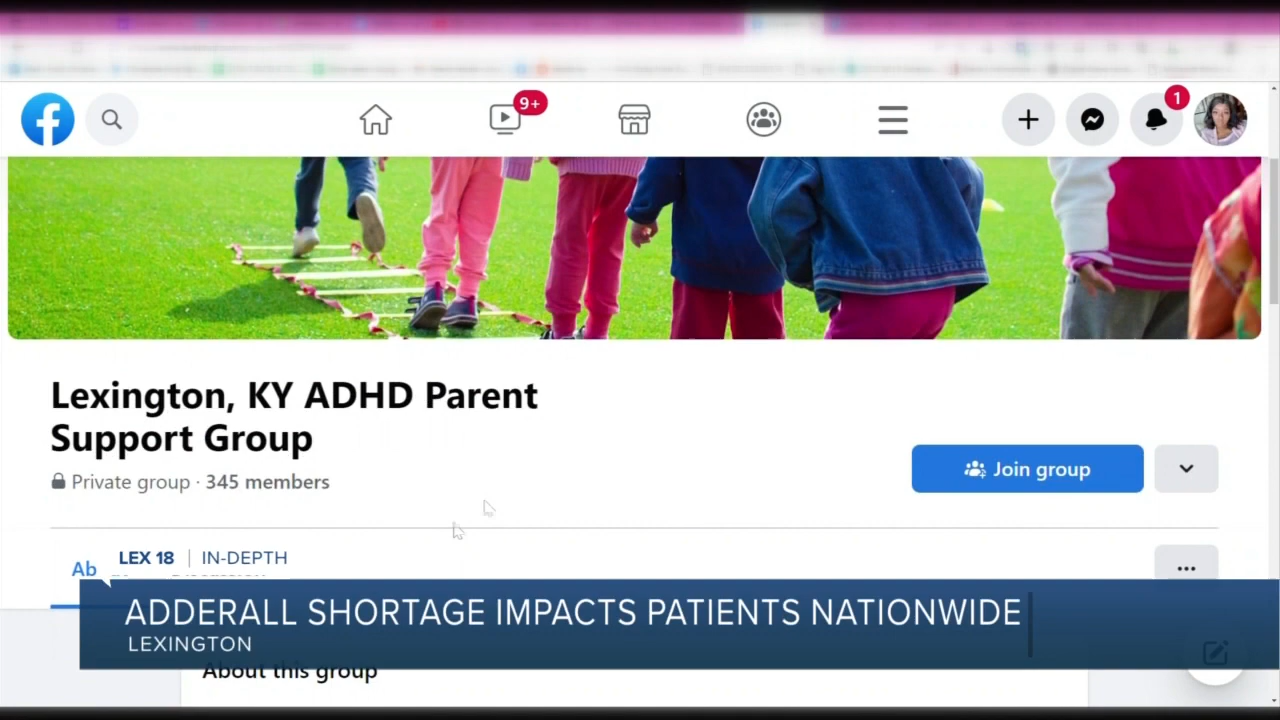 9+
1
Lexington, KY ADHD Parent
Support Group
Private group · 345 members
Join group
Ab
LEX 18 | IN-DEPTH
ADDERALL SHORTAGE IMPACTS PATIENTS NATIONWIDE
LEXINGTON
About this group